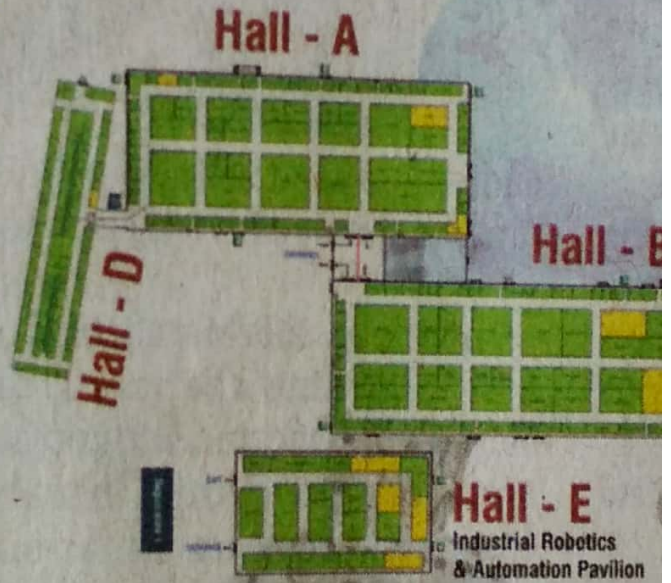 Hall - A
Hall - B
Hall - D
Hall - E
Industrial Robotics
& Automation Pavilion